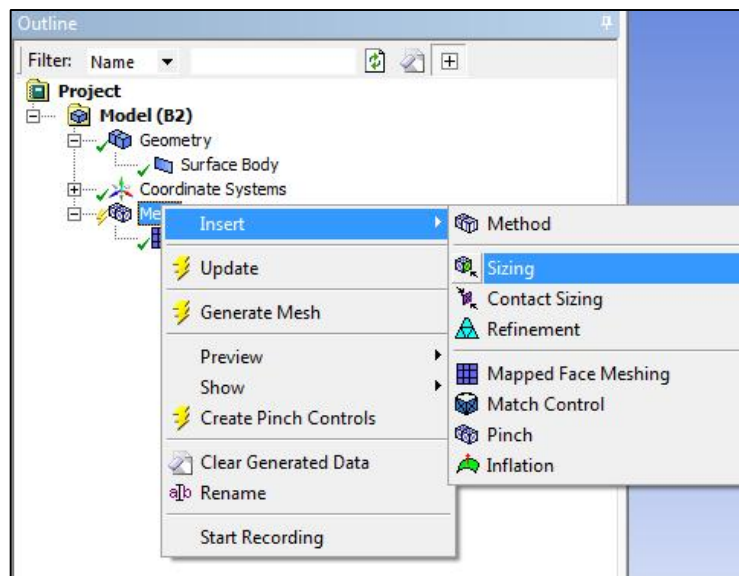 Outline
Filter: Name
Project
Model (B2)
Geometry
Surface Body
Coordinate Systems
Insert
Update
Generate Mesh
Preview
Show
Create Pinch Controls
Clear Generated Data
Rename
Start Recording
Method
Sizing
Contact Sizing
Refinement
Mapped Face Meshing
Match Control
Pinch
Inflation